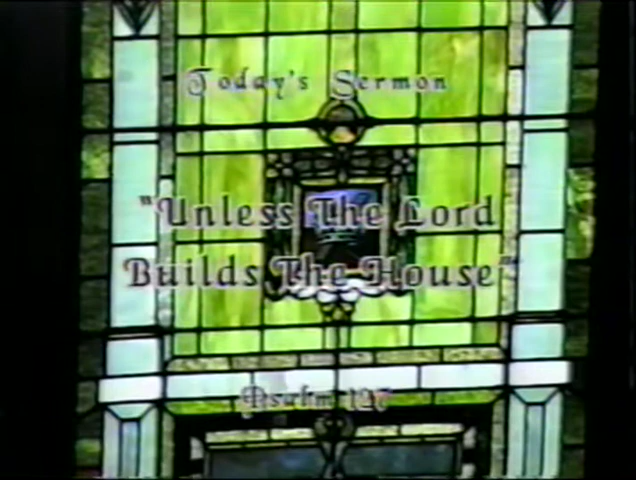 Today's Sermon
"Unless The Lord
Builds The House"
Psalm 127